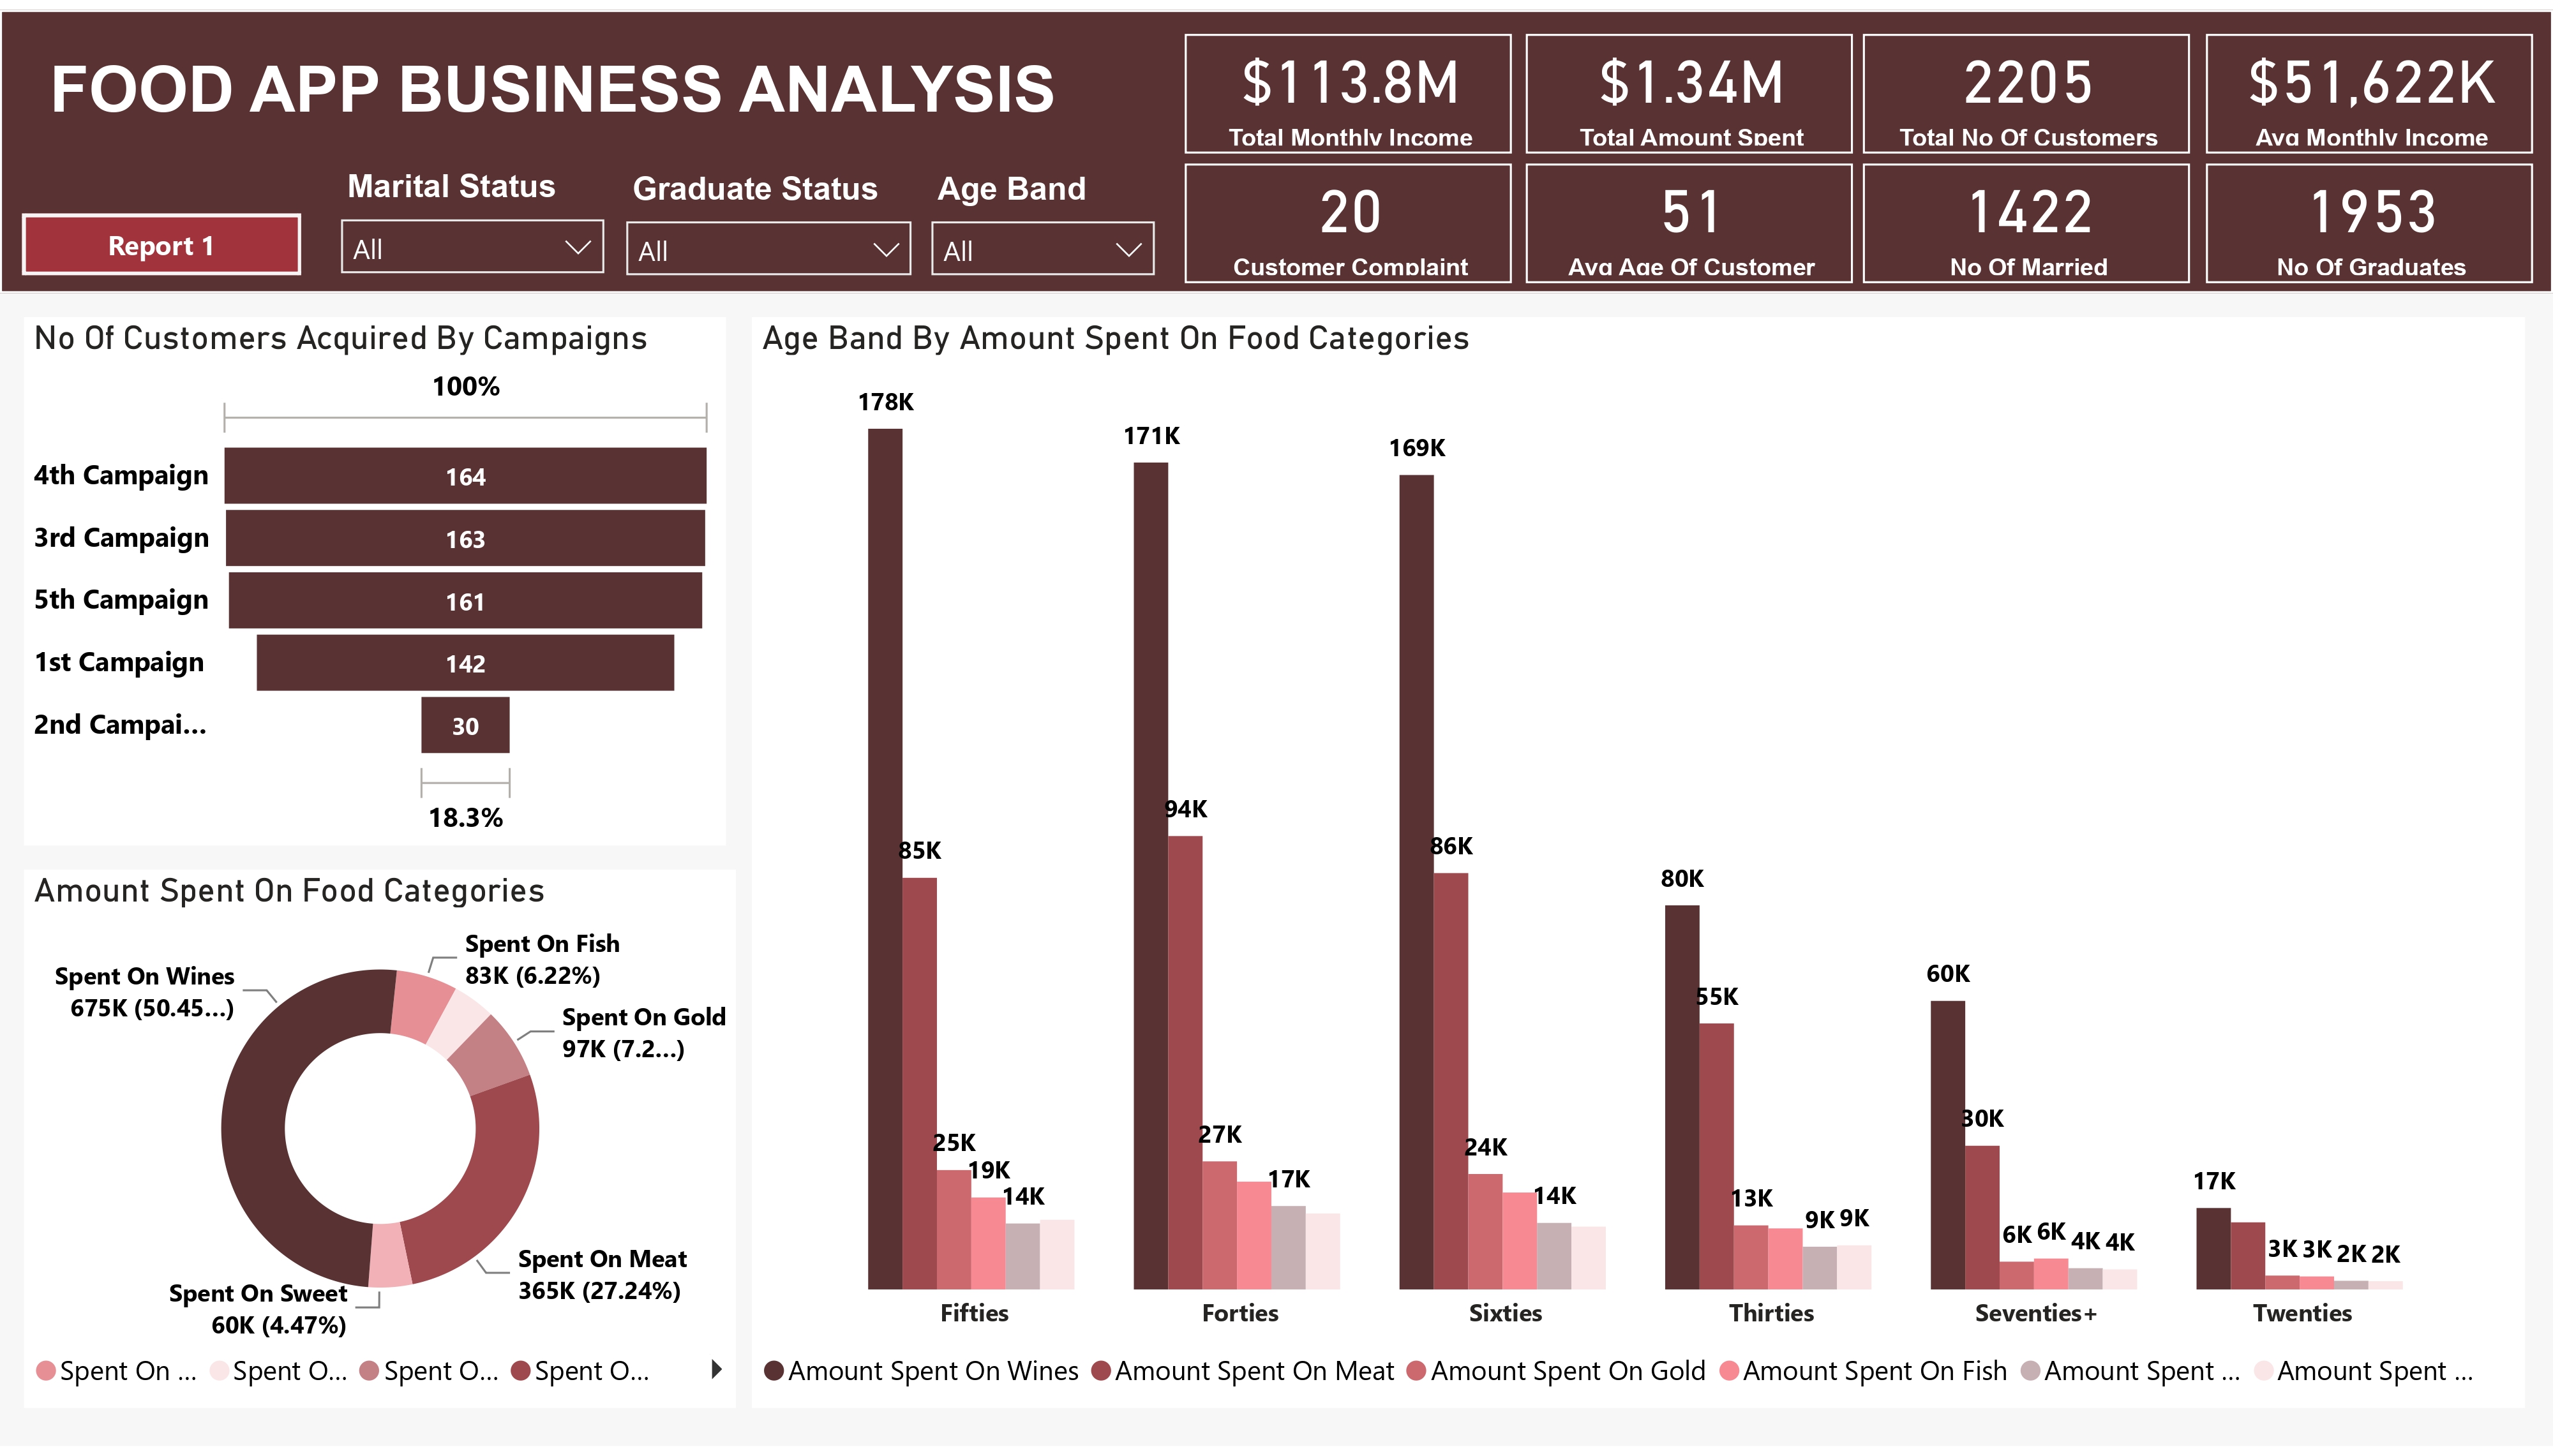 FOOD APP BUSINESS ANALYSIS
$113.8M
Total Monthly Income
$1.34M
Total Amount Spent
2205
Total No Of Customers
$51,622K
Avg Monthly Income
20
Customer Complaint
51
Avg Age Of Customer
1422
No Of Married
1953
No Of Graduates
Report 1
Marital Status
All
Graduate Status
All
Age Band
All
No Of Customers Acquired By Campaigns
100%
4th Campaign 164
3rd Campaign 163
5th Campaign 161
1st Campaign 142
2nd Campai... 30
18.3%
Amount Spent On Food Categories
Spent On Fish
83K (6.22%)
Spent On Wines
675K (50.45...)
Spent On Gold
97K (7.2...)
Spent On Meat
365K (27.24%)
Spent On Sweet
60K (4.47%)
Spent On ... Spent O... Spent O... Spent O...
Age Band By Amount Spent On Food Categories
178K
85K
25K
19K
14K
171K
94K
27K
17K
169K
86K
24K
14K
80K
55K
13K
9K 9K
60K
30K
6K 6K 4K 4K
17K
3K 3K 2K 2K
Fifties Forties Sixties Thirties Seventies+ Twenties
Amount Spent On Wines Amount Spent On Meat Amount Spent On Gold Amount Spent On Fish Amount Spent ... Amount Spent ...